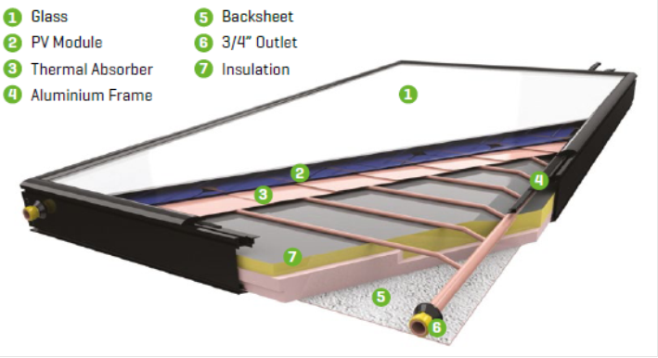 1 Glass
2 PV Module
3 Thermal Absorber
4 Aluminium Frame
5 Backsheet
6 3/4” Outlet
7 Insulation
1
2
3
4
7
5
6